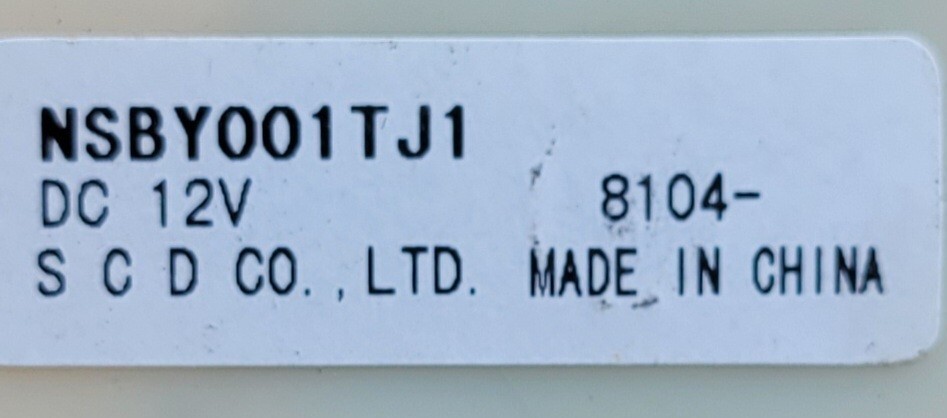 NSBY001TJ1
DC 12V 8104-
S C D CO., LTD. MADE IN CHINA